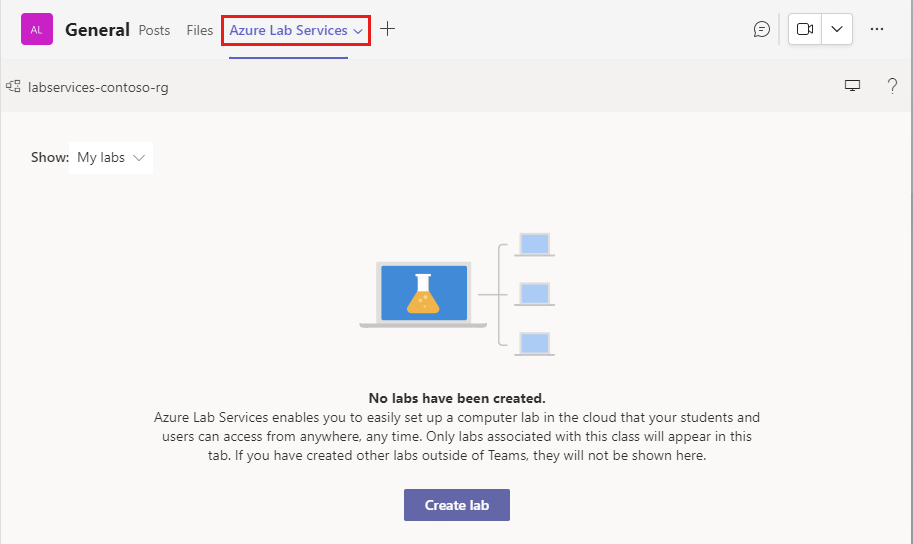 AL General Posts Files Azure Lab Services
labservices-contoso-rg ?
Show: My labs
No labs have been created.
Azure Lab Services enables you to easily set up a computer lab in the cloud that your students and
users can access from anywhere, any time. Only labs associated with this class will appear in this
tab. If you have created other labs outside of Teams, they will not be shown here.
Create lab